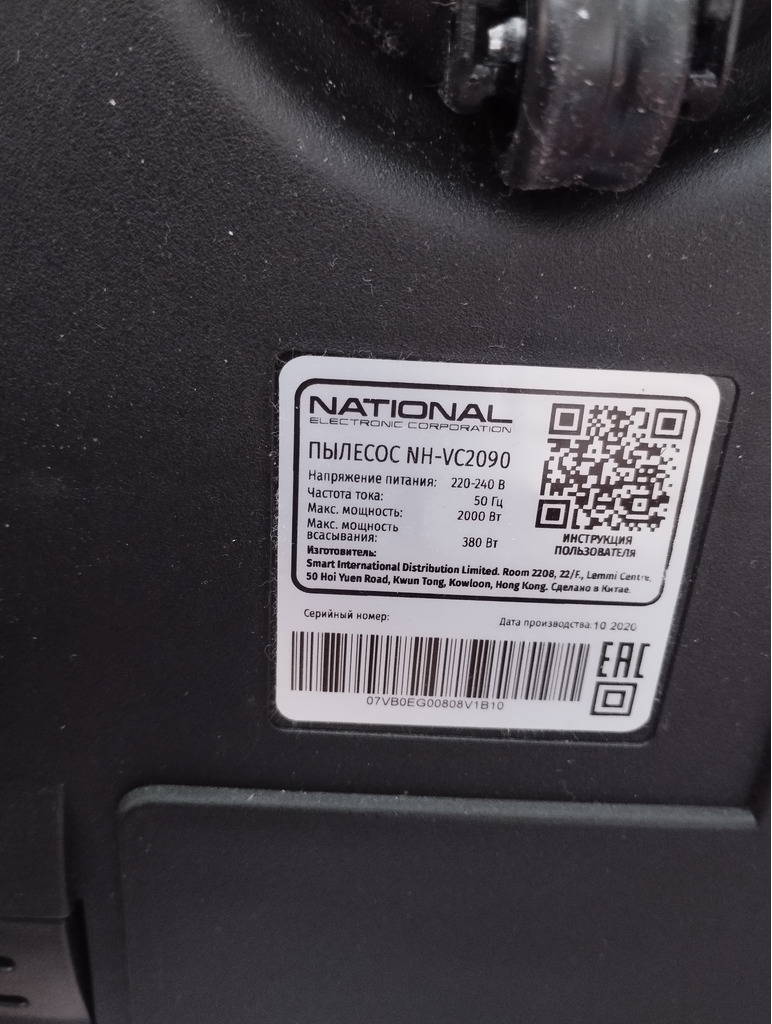 NATIONAL
ELECTRONIC CORPORATION
ПЫЛЕСОС NH-VC2090
Напряжение питания: 220-240 В
Частота тока: 50 Гц
Макс. мощность: 2000 Вт
Макс. мощность
всасывания: 380 Вт
ИНСТРУКЦИЯ
ПОЛЬЗОВАТЕЛЯ
Изготовитель:
Smart International Distribution Limited. Room 2208, 22/F., Lemmi Centre,
50 Hoi Yuen Road, Kwun Tong, Kowloon, Hong Kong. Сделано в Китае.
Серийный номер:
Дата производства: 10 2020
EAC
07VB0EG00808V1B10